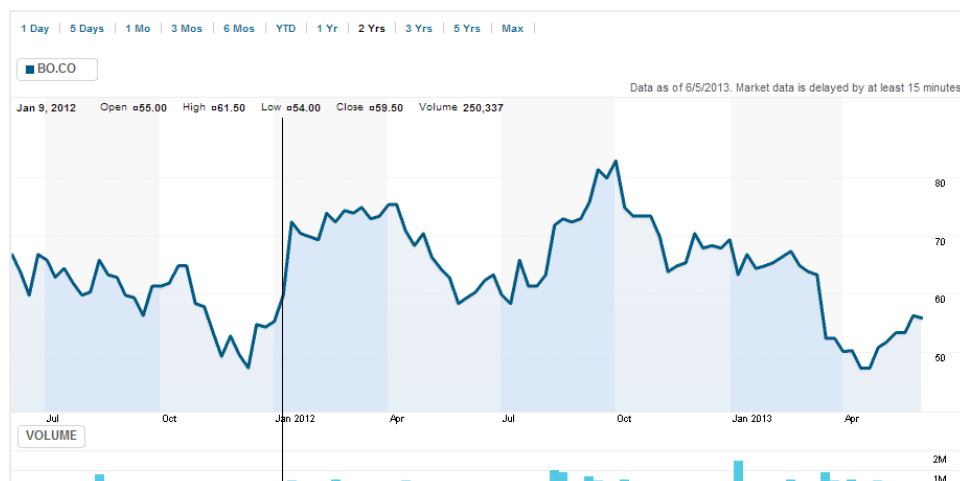 1 Day | 5 Days | 1 Mo | 3 Mos | 6 Mos | YTD | 1 Yr | 2 Yrs | 3 Yrs | 5 Yrs | Max |
BO.CO
Data as of 6/5/2013. Market data is delayed by at least 15 minutes
Jan 9, 2012 Open ¤55.00 High ¤61.50 Low ¤54.00 Close ¤59.50 Volume 250,337
80
70
60
50
Jul Oct Jan 2012 Apr Jul Oct Jan 2013 Apr
VOLUME
2M
1M